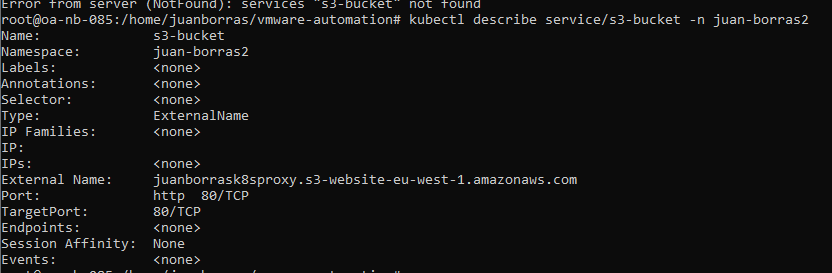 Error from server (NotFound): services "s3-bucket" not found
root@oa-nb-085:/home/juanborras/vmware-automation# kubectl describe service/s3-bucket -n juan-borras2
Name: s3-bucket
Namespace: juan-borras2
Labels: <none>
Annotations: <none>
Selector: <none>
Type: ExternalName
IP Families: <none>
IP:
IPs: <none>
External Name: juanborrask8sproxy.s3-website-eu-west-1.amazonaws.com
Port: http 80/TCP
TargetPort: 80/TCP
Endpoints: <none>
Session Affinity: None
Events: <none>